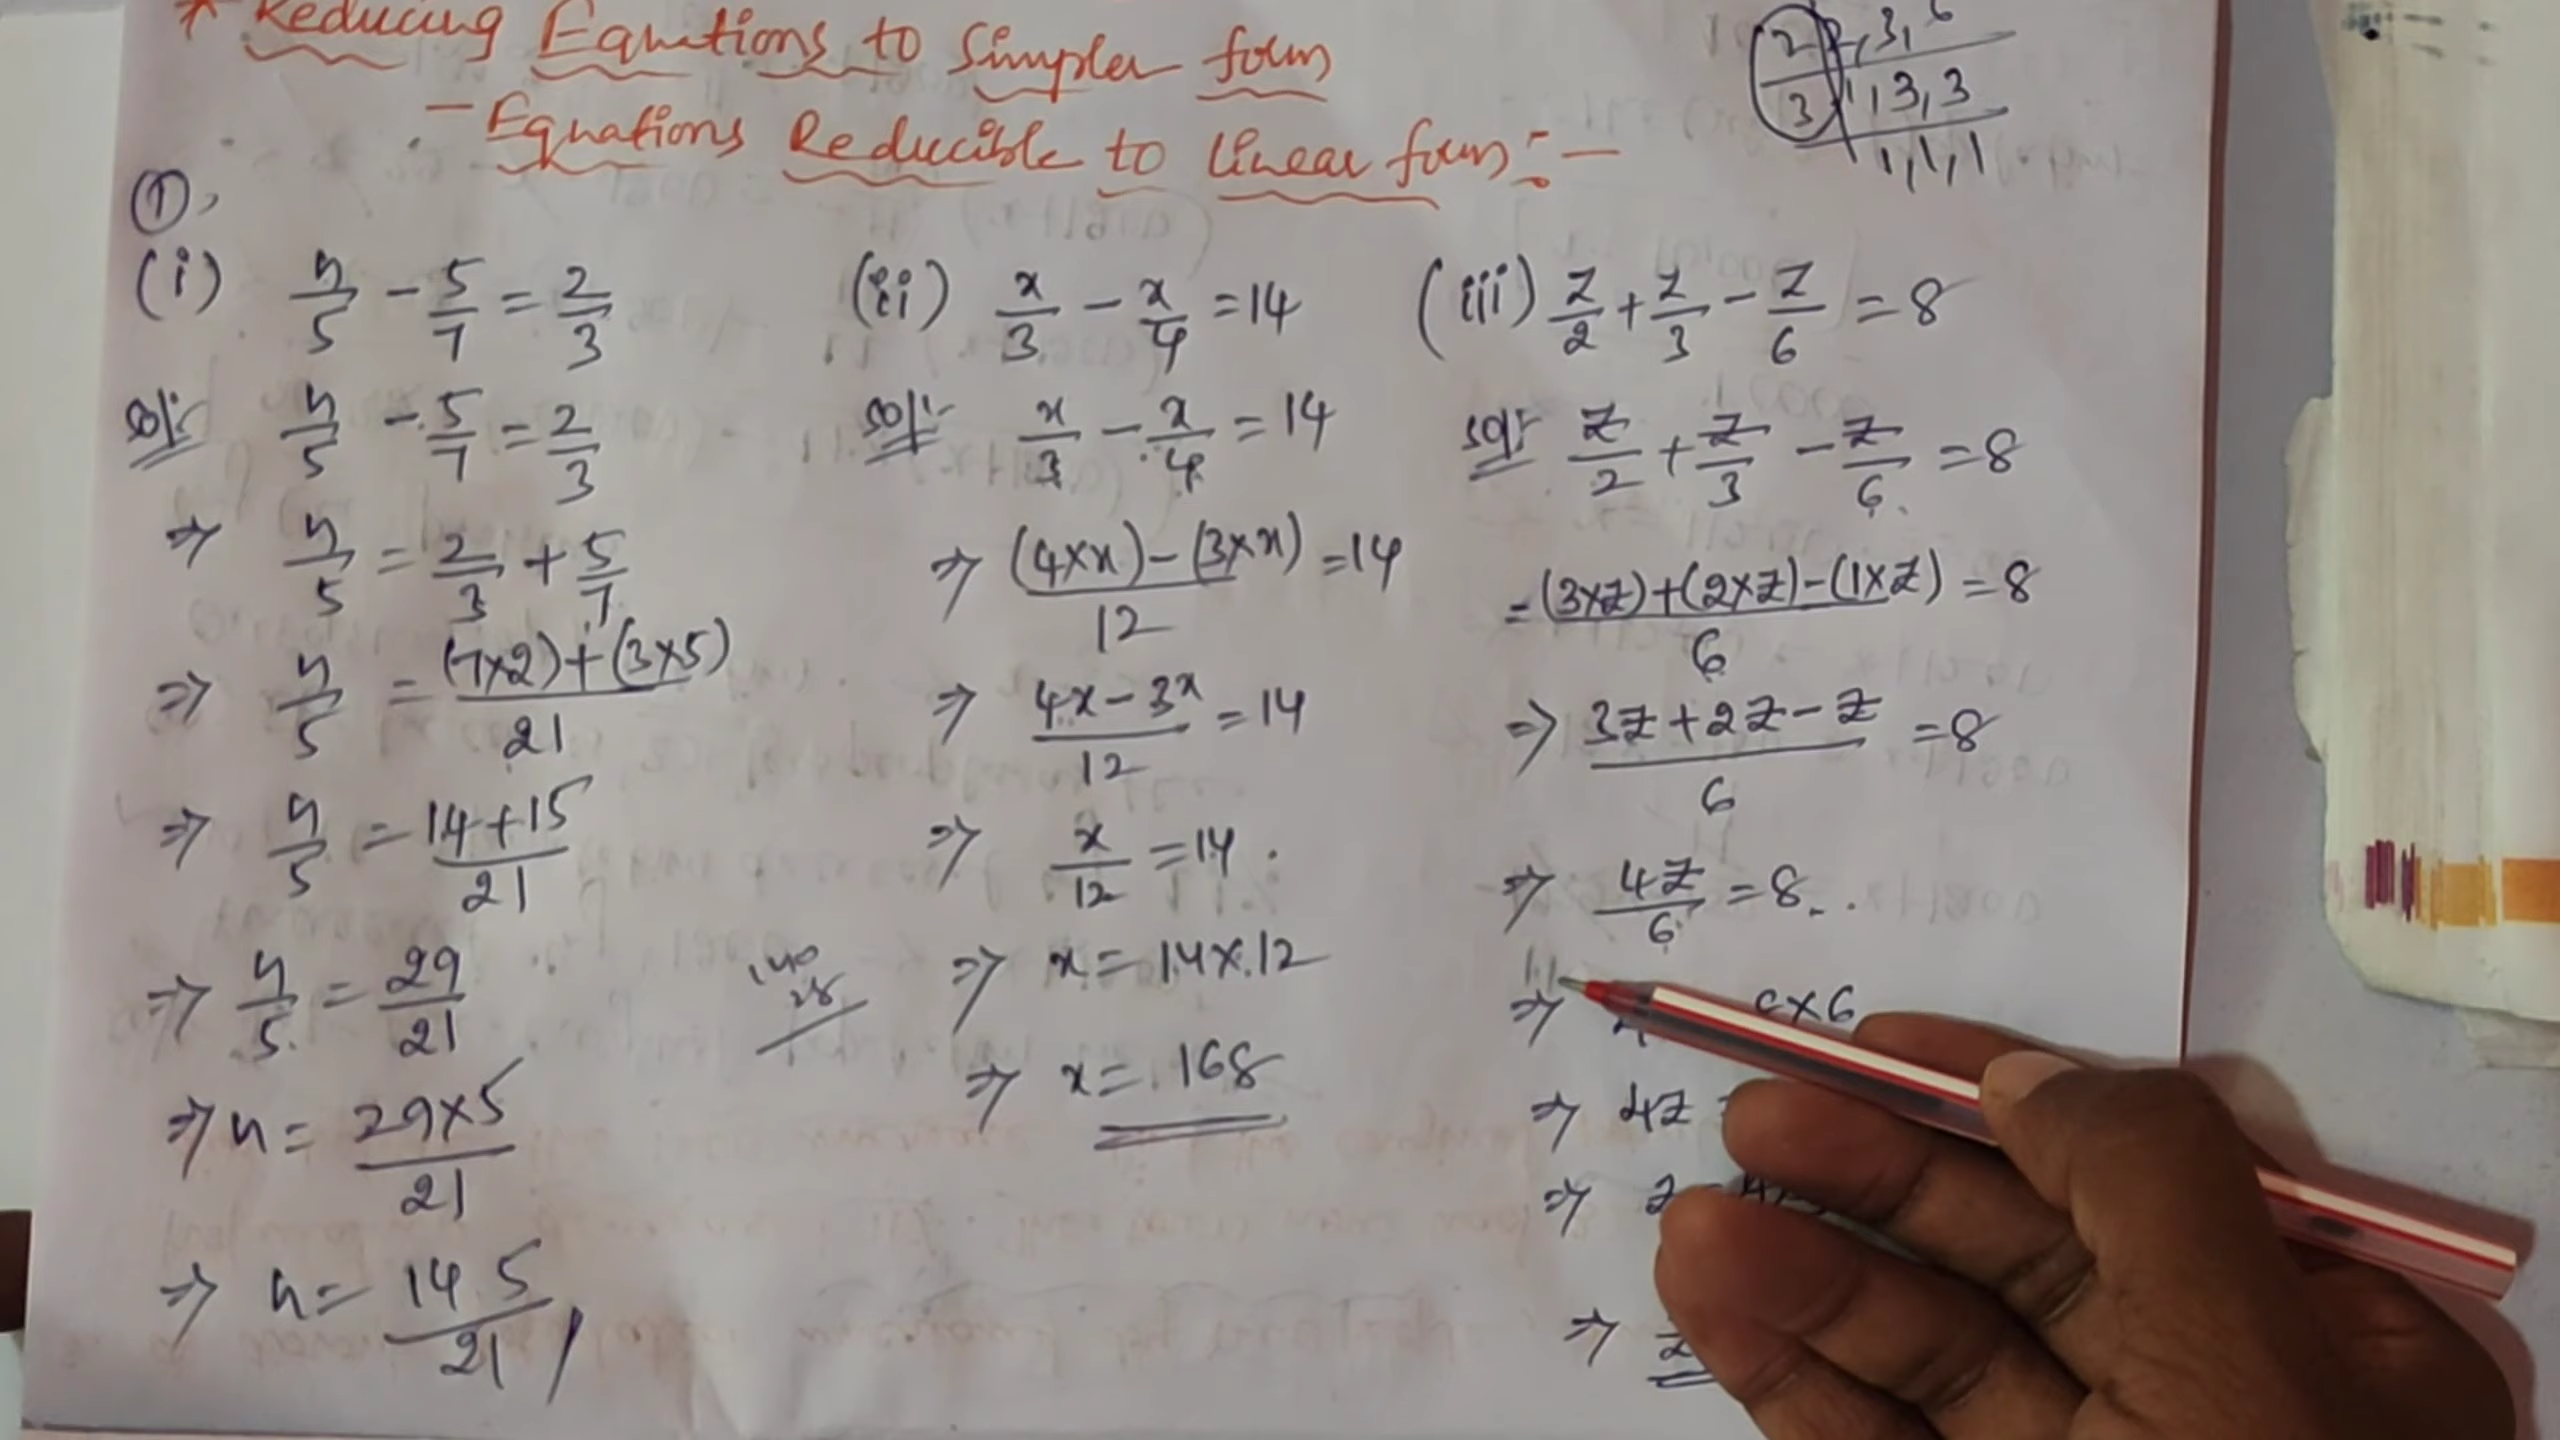 * Reducing Equations to Simpler form
- Equations Reducible to linear form:-
2 | 2, 3, 6
3 | 1, 3, 3
1, 1, 1
①,
(i) n/5 - 5/7 = 2/3
sol:- n/5 - 5/7 = 2/3
⇒ n/5 = 2/3 + 5/7
⇒ n/5 = (7×2)+(3×5)/21
⇒ n/5 = 14+15/21
⇒ n/5 = 29/21
⇒ n = 29×5/21
⇒ n = 145/21
(ii) x/3 - x/4 = 14
sol:- x/3 - x/4 = 14
⇒ (4×x)-(3×x)/12 = 14
⇒ 4x-3x/12 = 14
⇒ x/12 = 14
⇒ x = 14×12
140
28
⇒ x = 168
(iii) z/2 + z/3 - z/6 = 8
sol:- z/2 + z/3 - z/6 = 8
= (3×z)+(2×z)-(1×z)/6 = 8
⇒ 3z+2z-z/6 = 8
⇒ 4z/6 = 8
⇒ ×6
⇒ 4z
⇒ z
⇒ z